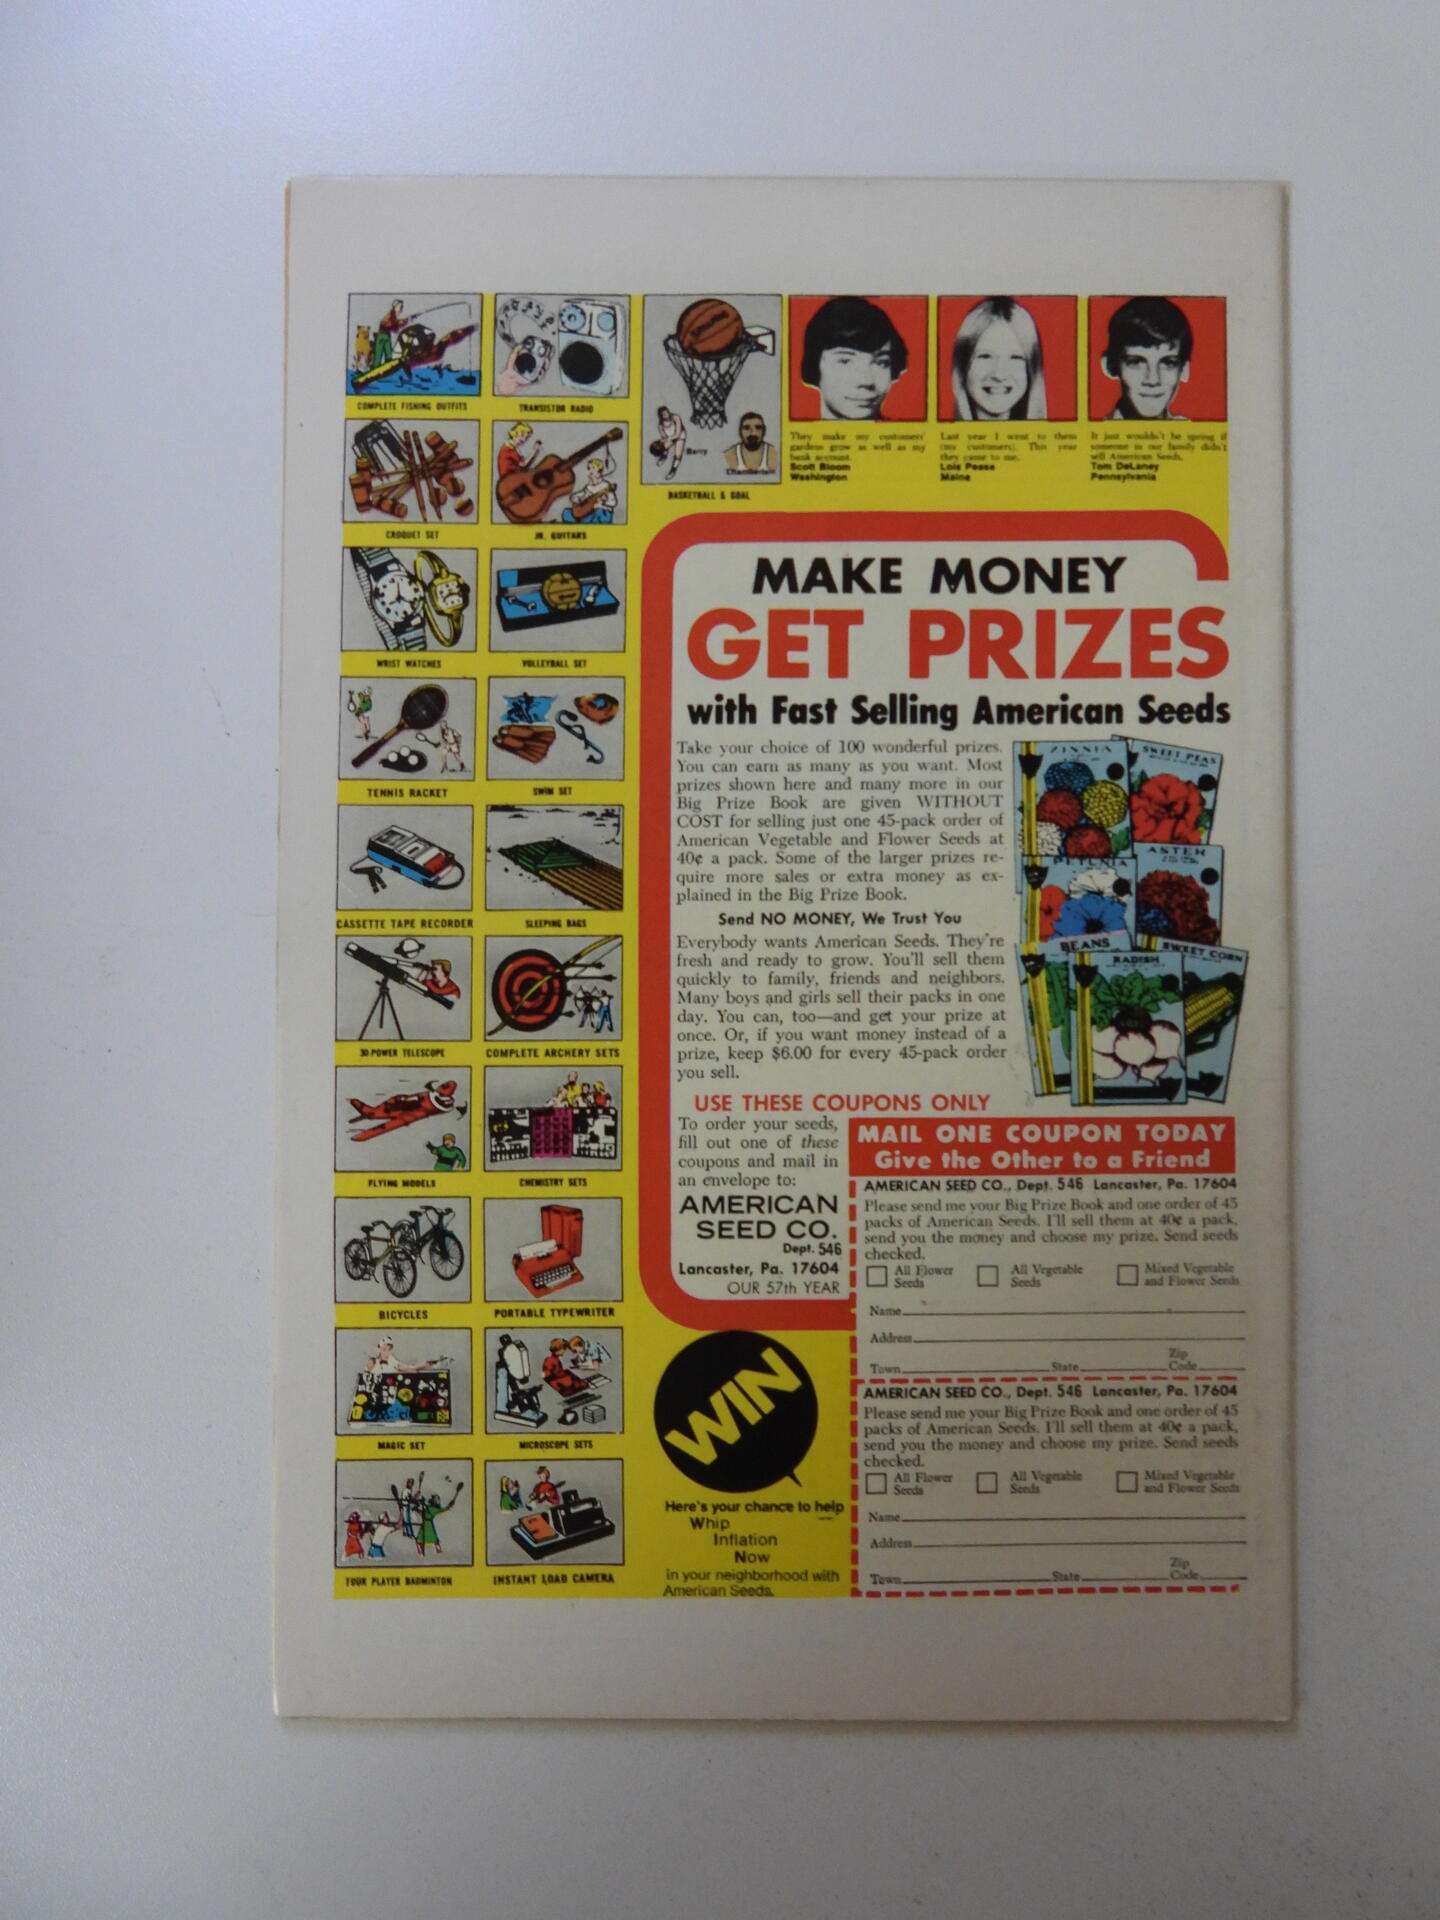 COMPLETE FISHING OUTFITS
TRANSISTOR RADIO
CROQUET SET
JR. GUITARS
WRIST WATCHES
VOLLEYBALL SET
TENNIS RACKET
SWIM SET
CASSETTE TAPE RECORDER
SLEEPING BAGS
30-POWER TELESCOPE
COMPLETE ARCHERY SETS
FLYING MODELS
CHEMISTRY SETS
BICYCLES
PORTABLE TYPEWRITER
MAGIC SET
MICROSCOPE SETS
FOUR PLAYER BADMINTON
INSTANT LOAD CAMERA
Barry
Chamberlain
BASKETBALL & GOAL
They make my customers'
gardens grow as well as my
bank account.
Scott Bloom
Washington
Last year I went to them
(my customers). This year
they came to me.
Lois Pease
Maine
It just wouldn't be spring if
someone in our family didn't
sell American Seeds.
Tom DeLaney
Pennsylvania
MAKE MONEY
GET PRIZES
with Fast Selling American Seeds
Take your choice of 100 wonderful prizes.
You can earn as many as you want. Most
prizes shown here and many more in our
Big Prize Book are given WITHOUT
COST for selling just one 45-pack order of
American Vegetable and Flower Seeds at
40¢ a pack. Some of the larger prizes re-
quire more sales or extra money as ex-
plained in the Big Prize Book.
Send NO MONEY, We Trust You
Everybody wants American Seeds. They're
fresh and ready to grow. You'll sell them
quickly to family, friends and neighbors.
Many boys and girls sell their packs in one
day. You can, too—and get your prize at
once. Or, if you want money instead of a
prize, keep $6.00 for every 45-pack order
you sell.
ZINNIA
SWEET PEAS
PETUNIA
ASTER
BEANS
RADISH
SWEET CORN
USE THESE COUPONS ONLY
To order your seeds,
fill out one of these
coupons and mail in
an envelope to:
AMERICAN
SEED CO.
Dept. 546
Lancaster, Pa. 17604
OUR 57th YEAR
MAIL ONE COUPON TODAY
Give the Other to a Friend
AMERICAN SEED CO., Dept. 546 Lancaster, Pa. 17604
Please send me your Big Prize Book and one order of 45
packs of American Seeds. I'll sell them at 40¢ a pack,
send you the money and choose my prize. Send seeds
checked.
All Flower Seeds
All Vegetable Seeds
Mixed Vegetable and Flower Seeds
Name
Address
Town State Zip Code
AMERICAN SEED CO., Dept. 546 Lancaster, Pa. 17604
Please send me your Big Prize Book and one order of 45
packs of American Seeds. I'll sell them at 40¢ a pack,
send you the money and choose my prize. Send seeds
checked.
All Flower Seeds
All Vegetable Seeds
Mixed Vegetable and Flower Seeds
Name
Address
Town State Zip Code
WIN
Here's your chance to help
Whip
Inflation
Now
in your neighborhood with
American Seeds.